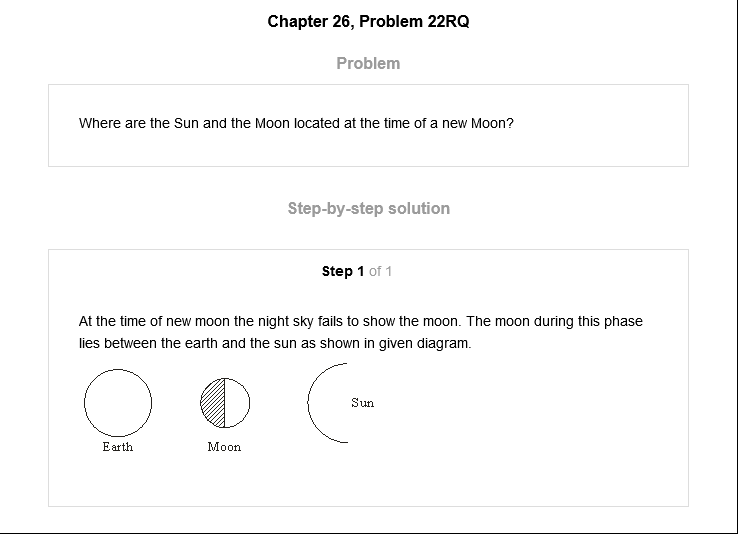 Chapter 26, Problem 22RQ
Problem
Where are the Sun and the Moon located at the time of a new Moon?
Step-by-step solution
Step 1 of 1
At the time of new moon the night sky fails to show the moon. The moon during this phase
lies between the earth and the sun as shown in given diagram.
Sun
Earth
Moon